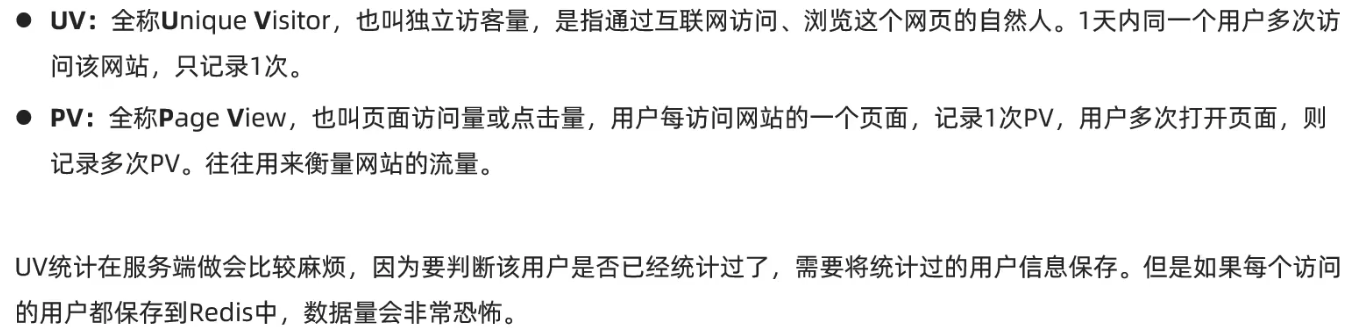 ● UV：全称Unique Visitor，也叫独立访客量，是指通过互联网访问、浏览这个网页的自然人。1天内同一个用户多次访
问该网站，只记录1次。
● PV：全称Page View，也叫页面访问量或点击量，用户每访问网站的一个页面，记录1次PV，用户多次打开页面，则
记录多次PV。往往用来衡量网站的流量。
UV统计在服务端做会比较麻烦，因为要判断该用户是否已经统计过了，需要将统计过的用户信息保存。但是如果每个访问
的用户都保存到Redis中，数据量会非常恐怖。